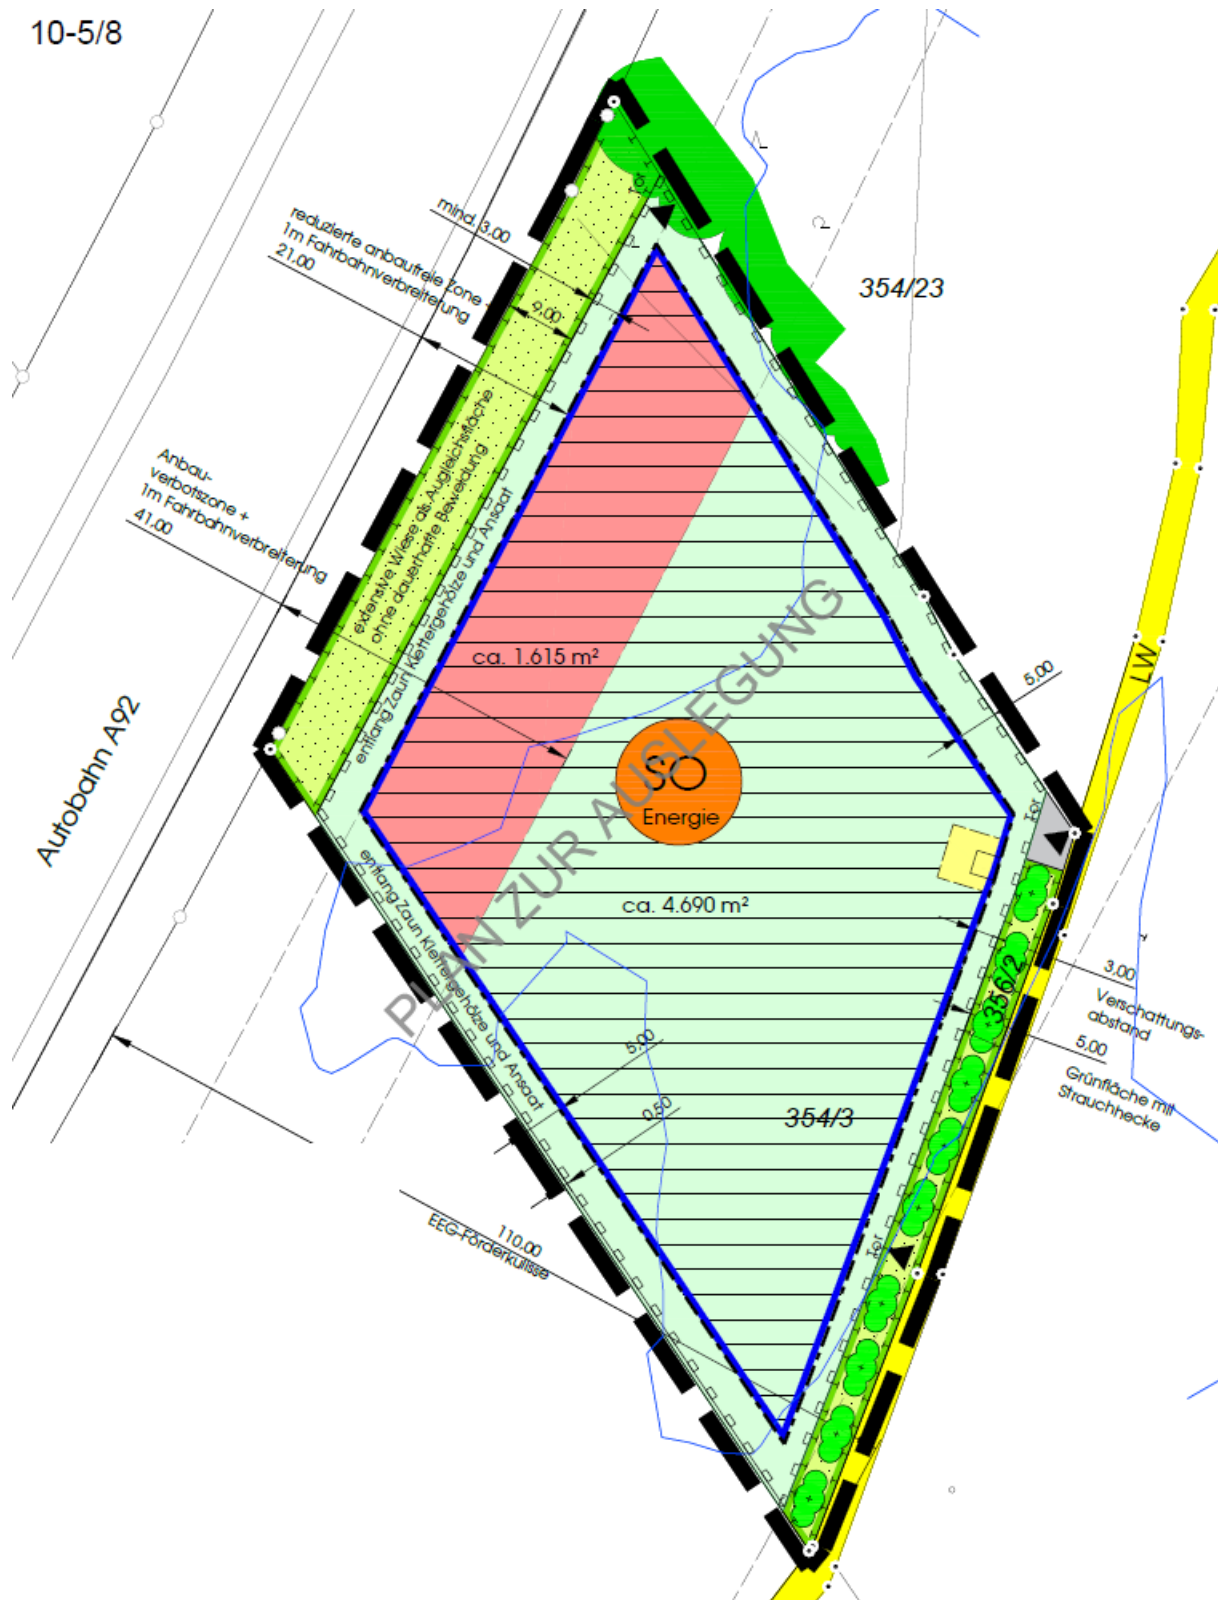 10-5/8
mind. 3,00
reduzierte anbaufreie Zone +
1m Fahrbahnverbreiterung
21,00
9,00
Tor
354/23
Anbau-
verbotszone +
1m Fahrbahnverbreiterung
41,00
extensive Wiese als Augleichsfläche
ohne dauerhafte Beweidung
entlang Zaun Klettergehölze und Ansaat
ca. 1.615 m²
5,00
LW
Autobahn A92
SO
Energie
PLAN ZUR AUSLEGUNG
Tor
entlang Zaun Klettergehölze und Ansaat
ca. 4.690 m²
356/2
3,00
Verschattungs-
abstand
5,00
Grünfläche mit
Strauchhecke
5,00
0,50
354/3
110,00
EEG-Förderkulisse
Tor